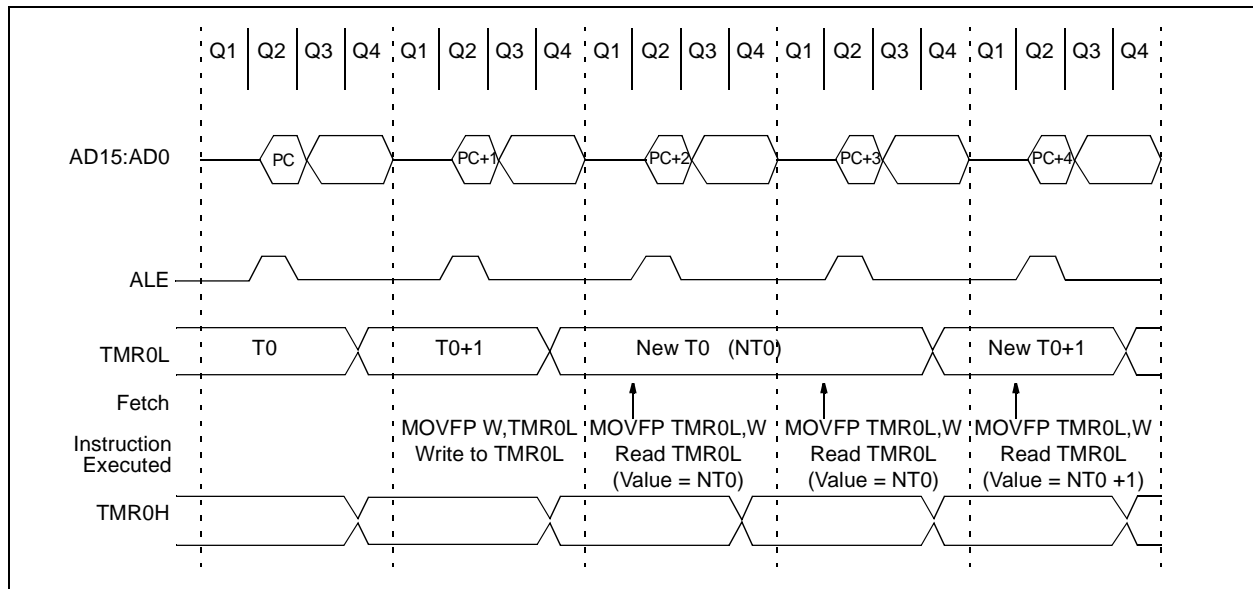 Q1 Q2 Q3 Q4 Q1 Q2 Q3 Q4 Q1 Q2 Q3 Q4 Q1 Q2 Q3 Q4 Q1 Q2 Q3 Q4
AD15:AD0 PC PC+1 PC+2 PC+3 PC+4
ALE
TMR0L T0 T0+1 New T0 (NT0) New T0+1
Fetch
Instruction
Executed
MOVFP W,TMR0L
Write to TMR0L
MOVFP TMR0L,W
Read TMR0L
(Value = NT0)
MOVFP TMR0L,W
Read TMR0L
(Value = NT0)
MOVFP TMR0L,W
Read TMR0L
(Value = NT0 +1)
TMR0H